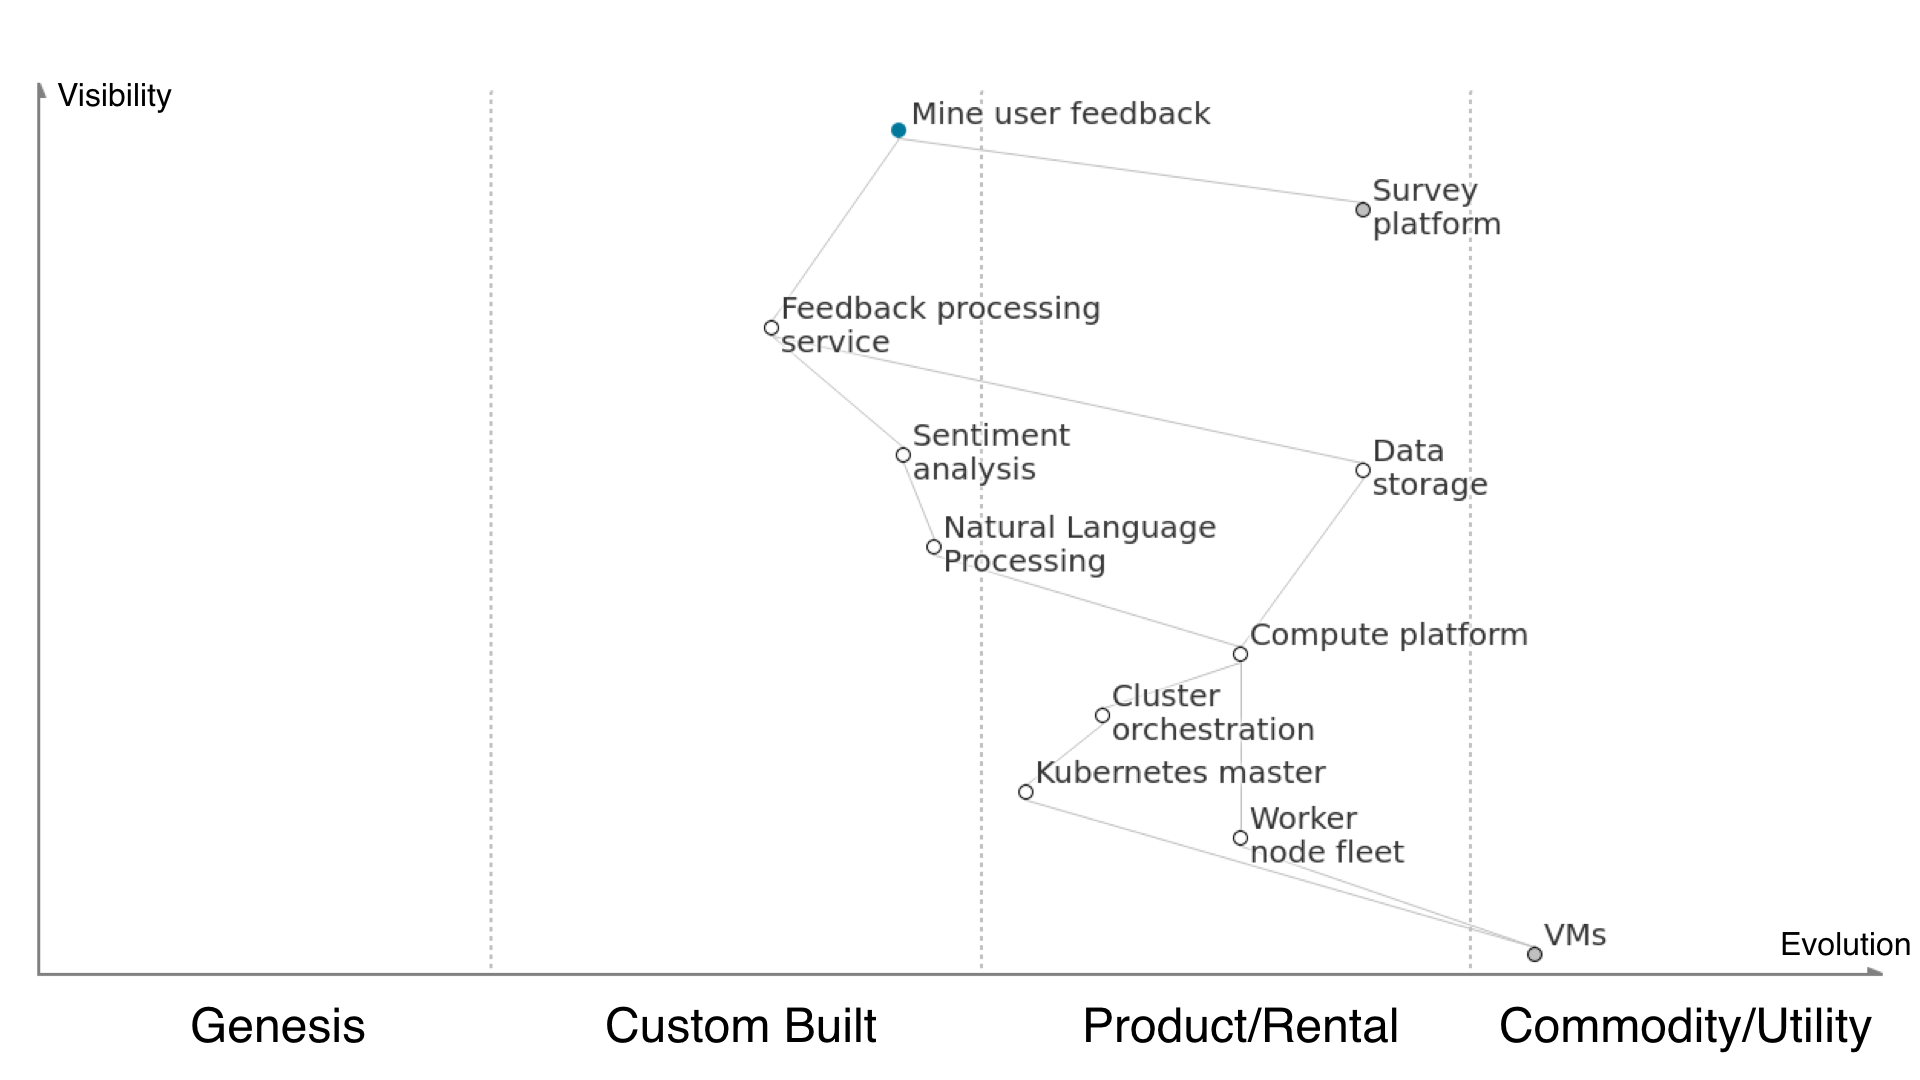 Visibility
Mine user feedback
Survey
platform
Feedback processing
service
Sentiment
analysis
Data
storage
Natural Language
Processing
Compute platform
Cluster
orchestration
Kubernetes master
Worker
node fleet
VMs
Evolution
Genesis
Custom Built
Product/Rental
Commodity/Utility